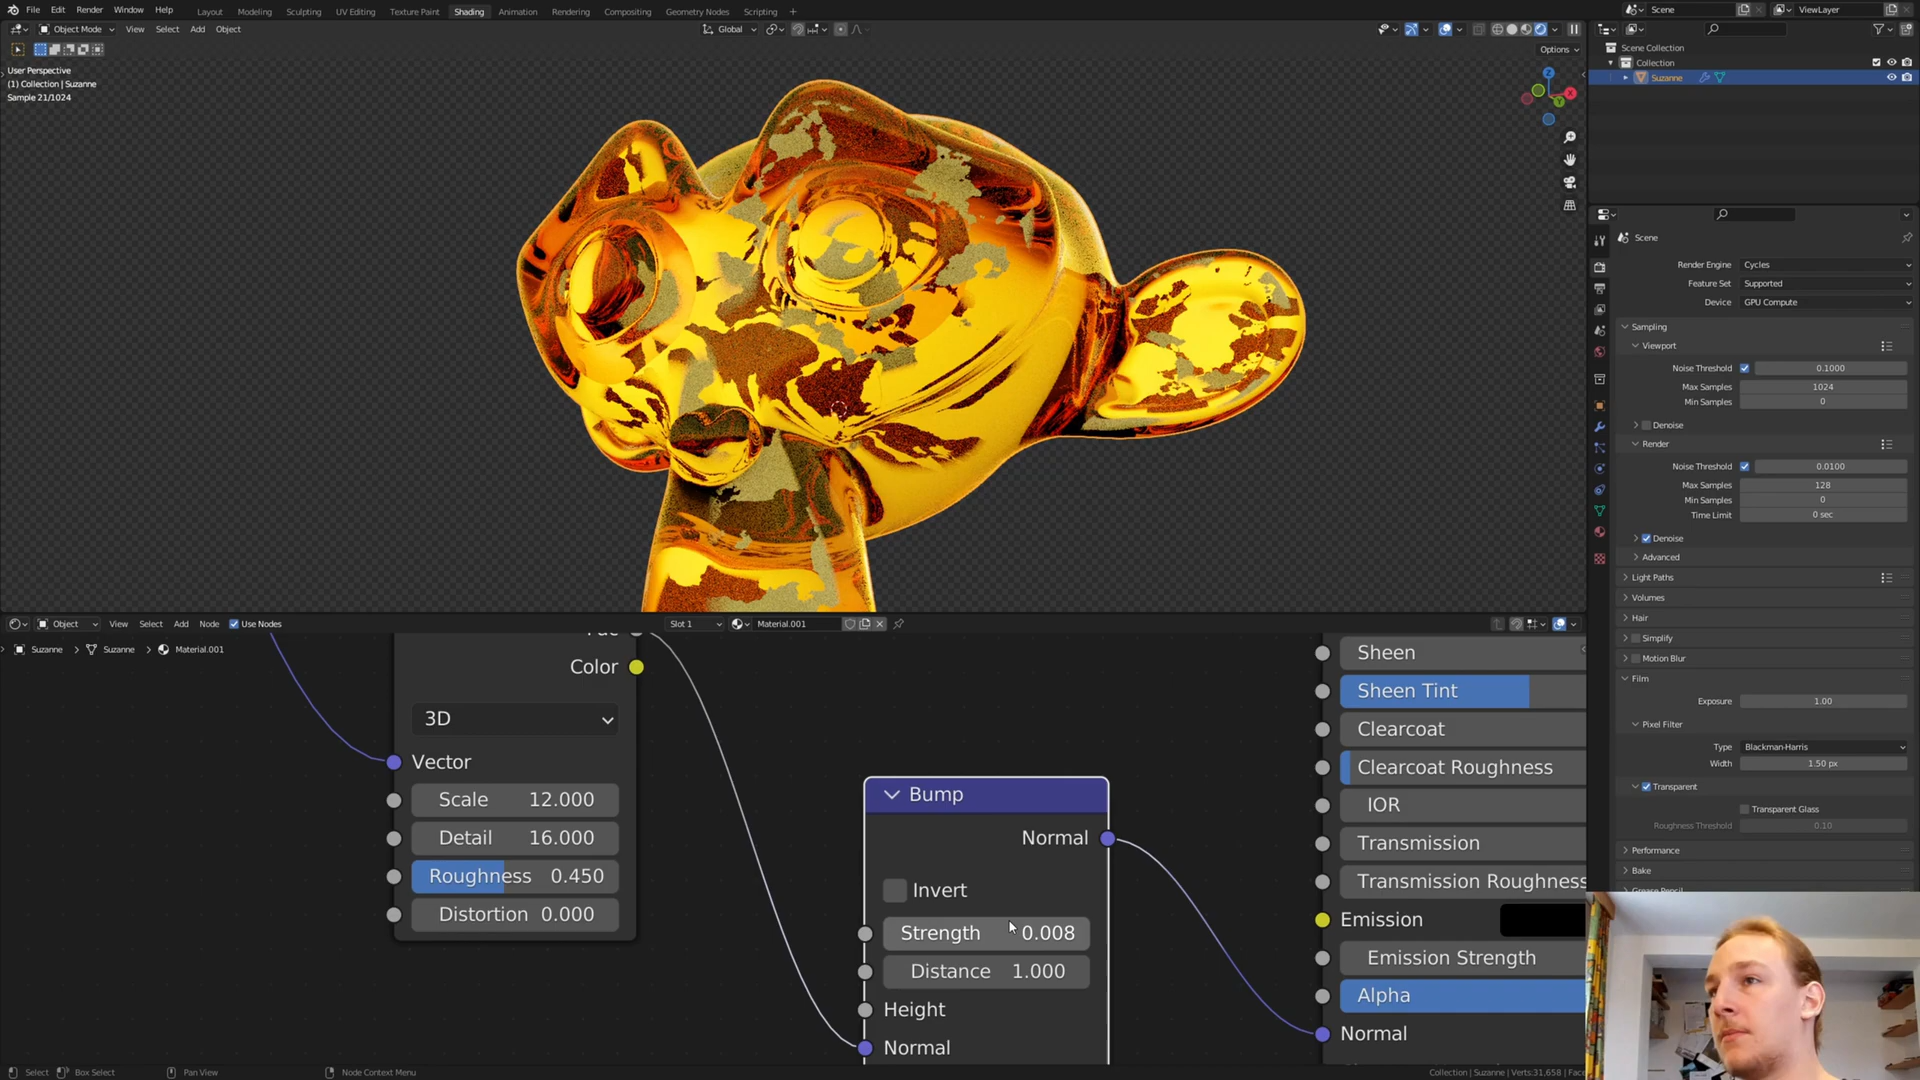 File Edit Render Window Help Layout Modeling Sculpting UV Editing Texture Paint Shading Animation Rendering Compositing Geometry Nodes Scripting +
Scene ViewLayer
Object Mode View Select Add Object Global
Options
User Perspective
(1) Collection | Suzanne
Sample 21/1024
Z
X
Y
Scene Collection
Collection
Suzanne
Scene
Render Engine Cycles
Feature Set Supported
Device GPU Compute
Sampling
Viewport
Noise Threshold 0.1000
Max Samples 1024
Min Samples 0
Denoise
Render
Noise Threshold 0.0100
Max Samples 128
Min Samples 0
Time Limit 0 sec
Denoise
Advanced
Light Paths
Volumes
Hair
Simplify
Motion Blur
Film
Exposure 1.00
Pixel Filter
Type Blackman-Harris
Width 1.50 px
Transparent
Transparent Glass
Roughness Threshold 0.10
Performance
Bake
Grease Pencil
Object View Select Add Node Use Nodes Slot 1 Material.001
Suzanne > Suzanne > Material.001
Color
3D
Vector
Scale 12.000
Detail 16.000
Roughness 0.450
Distortion 0.000
Bump
Normal
Invert
Strength 0.008
Distance 1.000
Height
Normal
Sheen
Sheen Tint
Clearcoat
Clearcoat Roughness
IOR
Transmission
Transmission Roughness
Emission
Emission Strength
Alpha
Normal
Select Box Select Pan View Node Context Menu
Collection | Suzanne | Verts:31,658 | Face